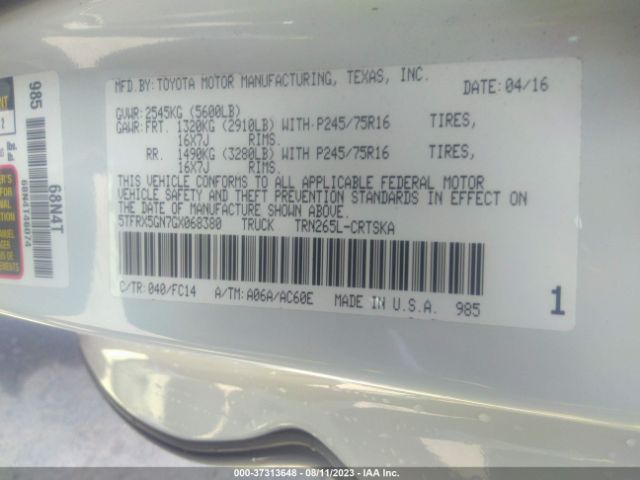 MFD.BY:TOYOTA MOTOR MANUFACTURING, TEXAS, INC. DATE:04/16
GVWR:2545KG (5600LB)
GAWR:FRT. 1320KG (2910LB) WITH P245/75R16 TIRES,
16X7J RIMS.
RR. 1490KG (3280LB) WITH P245/75R16 TIRES,
16X7J RIMS.
THIS VEHICLE CONFORMS TO ALL APPLICABLE FEDERAL MOTOR
VEHICLE SAFETY AND THEFT PREVENTION STANDARDS IN EFFECT ON
THE DATE OF MANUFACTURE SHOWN ABOVE.
5TFRX5GN7GX068380 TRUCK TRN265L-CRTSKA
C/TR:040/FC14 A/TM:A06A/AC60E MADE IN U.S.A. 985
1
985
68N4T
68N4T140274
000-37313648 - 08/11/2023 - IAA Inc.